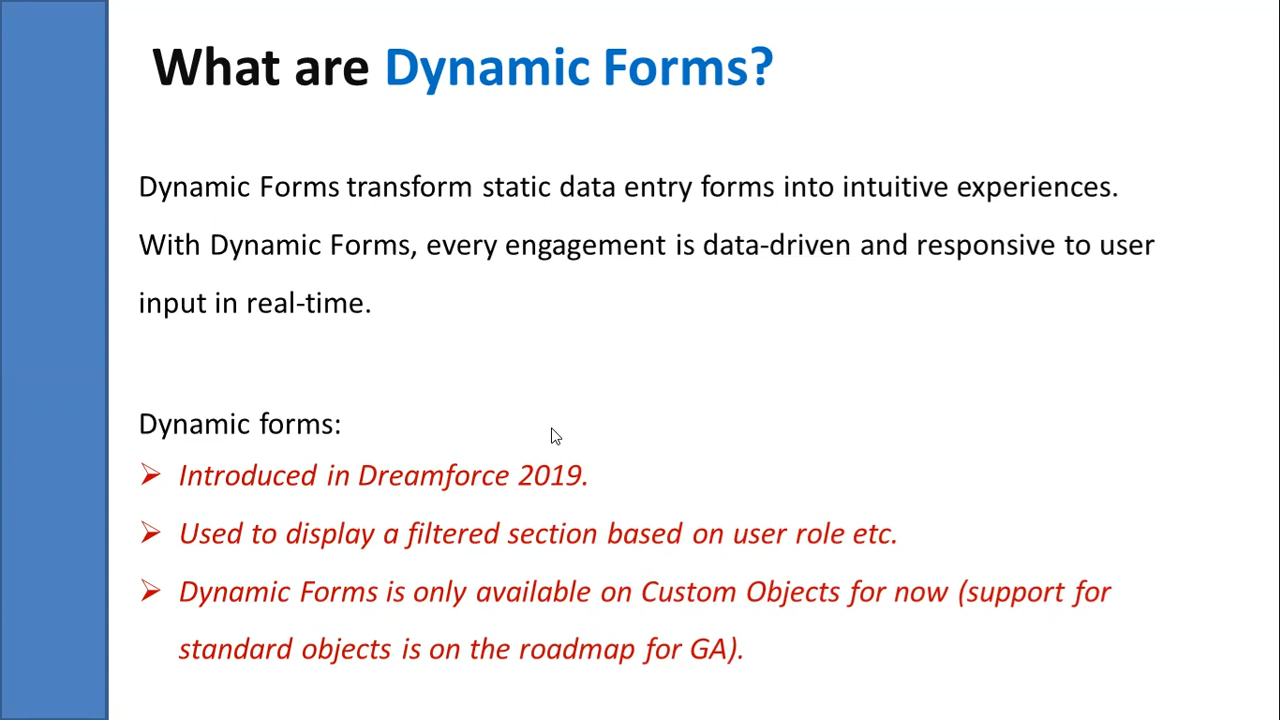 What are Dynamic Forms?
Dynamic Forms transform static data entry forms into intuitive experiences.
With Dynamic Forms, every engagement is data-driven and responsive to user
input in real-time.
Dynamic forms:
➢ Introduced in Dreamforce 2019.
➢ Used to display a filtered section based on user role etc.
➢ Dynamic Forms is only available on Custom Objects for now (support for
standard objects is on the roadmap for GA).